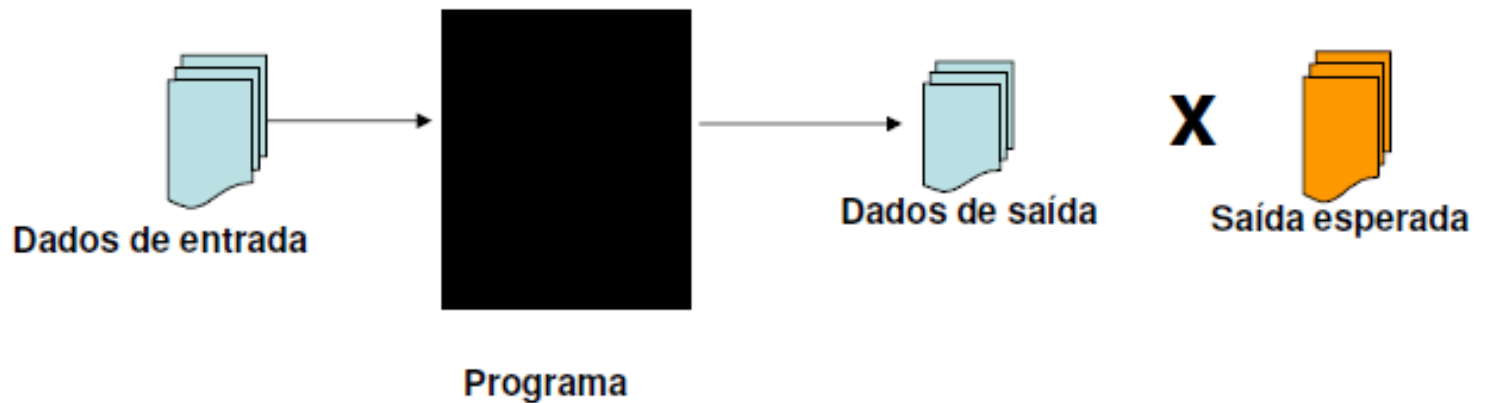 Dados de entrada
Programa
Dados de saída
X
Saída esperada